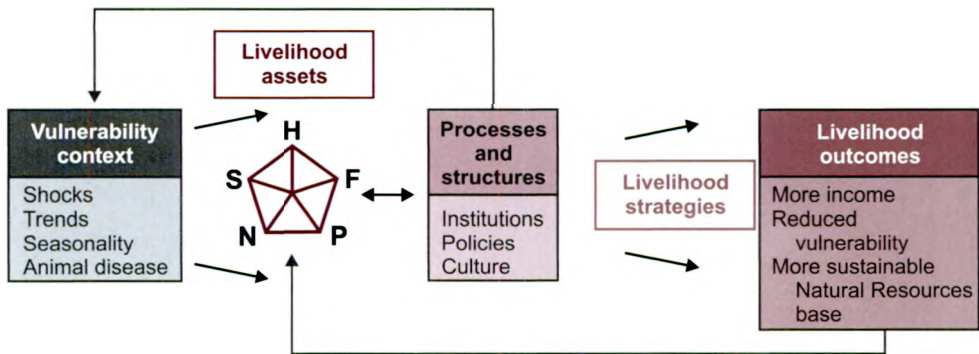 Livelihood
assets
Vulnerability
context
Shocks
Trends
Seasonality
Animal disease
H
S
F
N
P
Processes
and
structures
Institutions
Policies
Culture
Livelihood
strategies
Livelihood
outcomes
More income
Reduced
vulnerability
More sustainable
Natural Resources
base